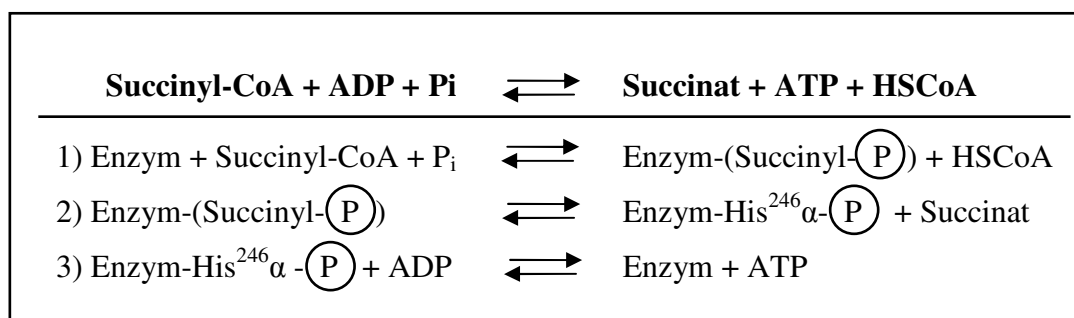 Succinyl-CoA + ADP + Pi ⇌ Succinat + ATP + HSCoA
1) Enzym + Succinyl-CoA + Pᵢ ⇌ Enzym-(Succinyl-Ⓟ) + HSCoA
2) Enzym-(Succinyl-Ⓟ) ⇌ Enzym-His²⁴⁶α-Ⓟ + Succinat
3) Enzym-His²⁴⁶α -Ⓟ + ADP ⇌ Enzym + ATP